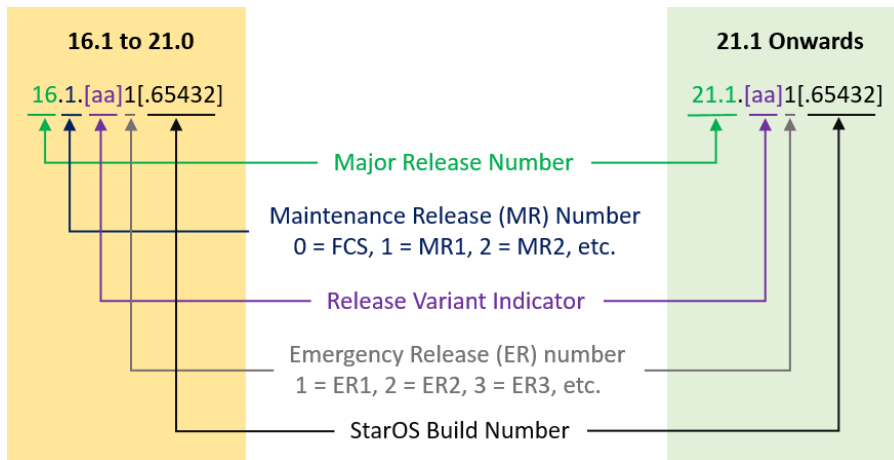 16.1 to 21.0
21.1 Onwards
16.1.[aa]1[.65432]
21.1.[aa]1[.65432]
Major Release Number
Maintenance Release (MR) Number
0 = FCS, 1 = MR1, 2 = MR2, etc.
Release Variant Indicator
Emergency Release (ER) number
1 = ER1, 2 = ER2, 3 = ER3, etc.
StarOS Build Number